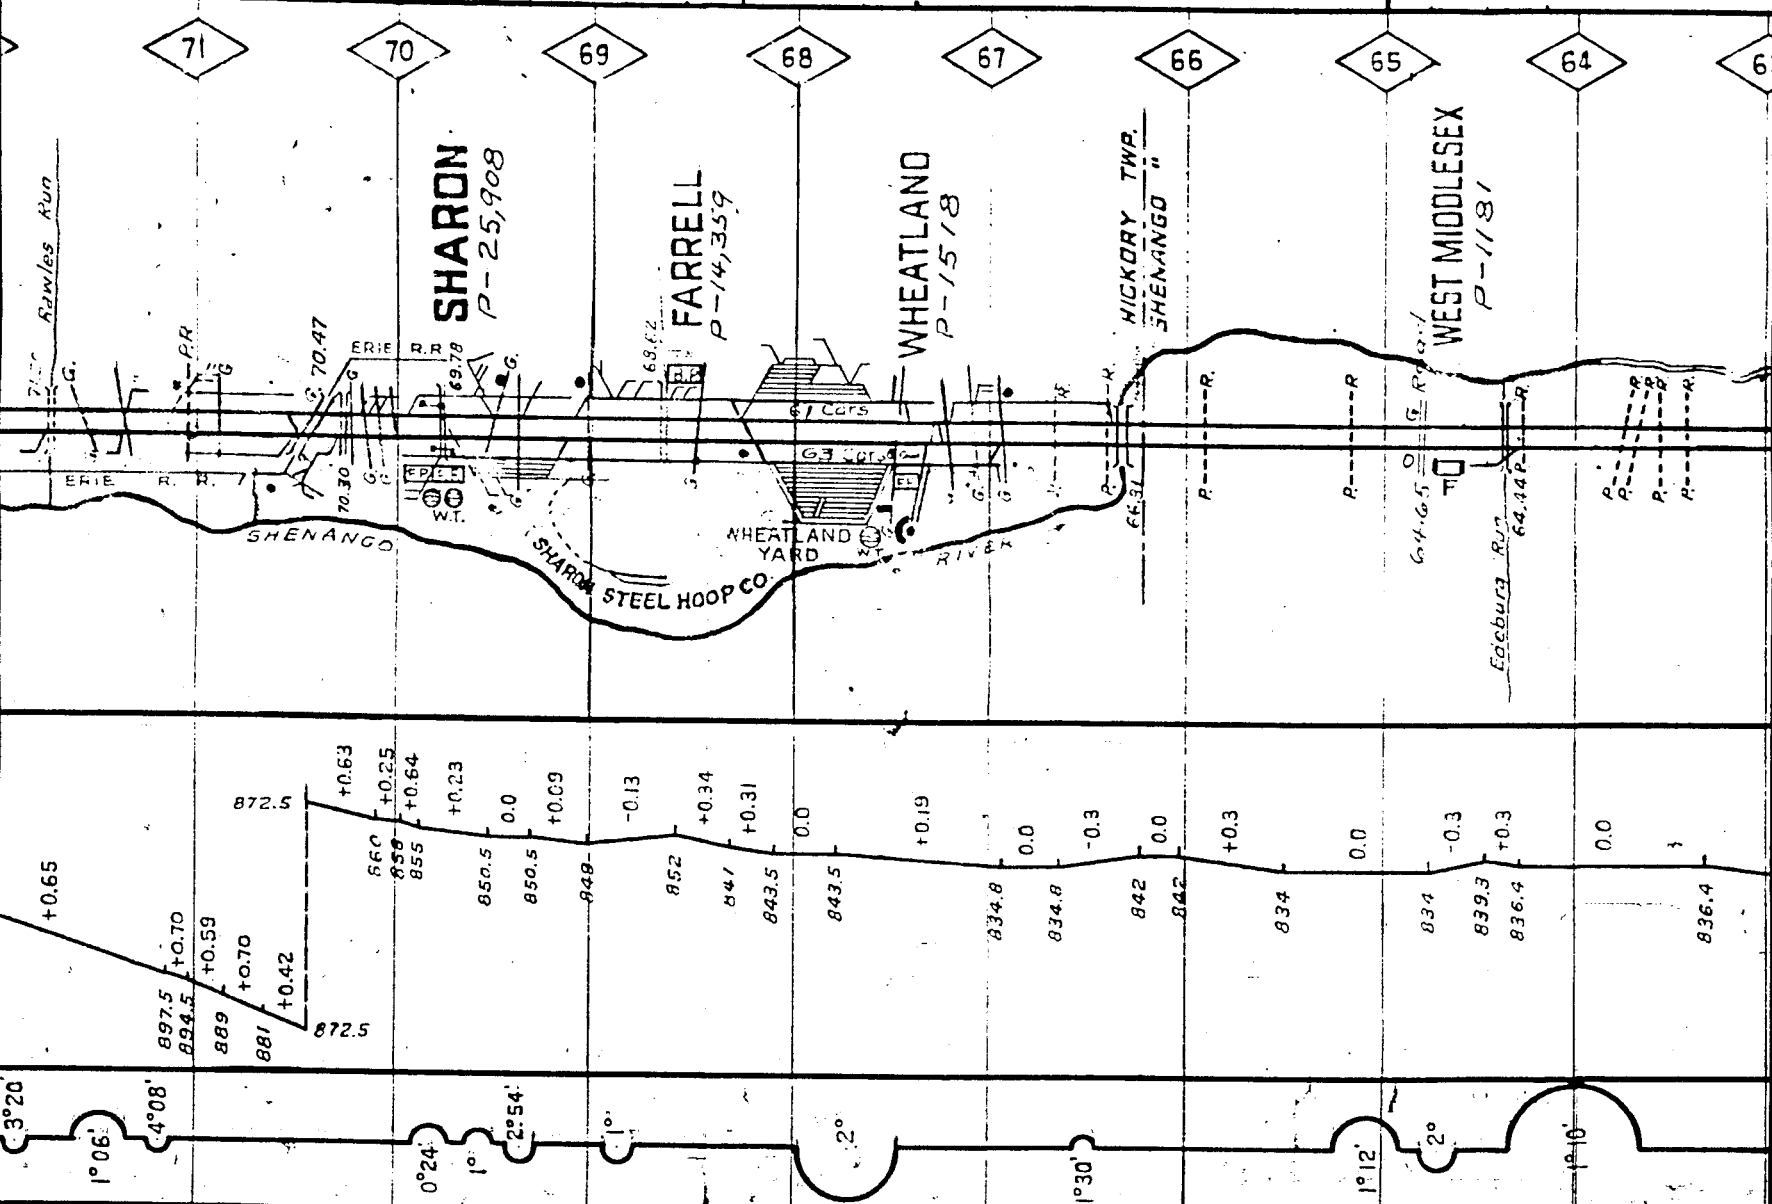 71
70
69
68
67
66
65
64
SHARON
P-25,908
FARRELL
P-14,359
WHEATLAND
P-1518
HICKORY TWP.
SHENANGO "
WEST MIDDLESEX
P-1181
Rawles Run
G.
P.R
G
G. 70.47
ERIE R.R
69.78
G.
68.62
61 Cars
63 Cars
R.
R.
R.
R
R.
R.
R.
R.
R.
ERIE R. R.
70.30
W.T.
WHEATLAND
YARD
SHENANGO
RIVER
SHARON STEEL HOOP CO.
66.31
P.
P.
P.
64.65 G Road
Edeburg Run
64.44 P.
P.
P.
P.
P.
872.5
+0.63
+0.25
+0.64
+0.23
0.0
+0.09
-0.13
+0.34
+0.31
0.0
+0.19
0.0
-0.3
0.0
+0.3
0.0
-0.3
+0.3
0.0
860
858
855
850.5
850.5
848
852
841
843.5
843.5
834.8
834.8
842
842
834
834
839.3
836.4
836.4
+0.65
+0.70
+0.59
+0.70
+0.42
897.5
894.5
889
881
872.5
3°20'
1°06'
4°08'
0°24'
1°
2°54'
1°
2°
1°30'
1°12'
2°
1°10'